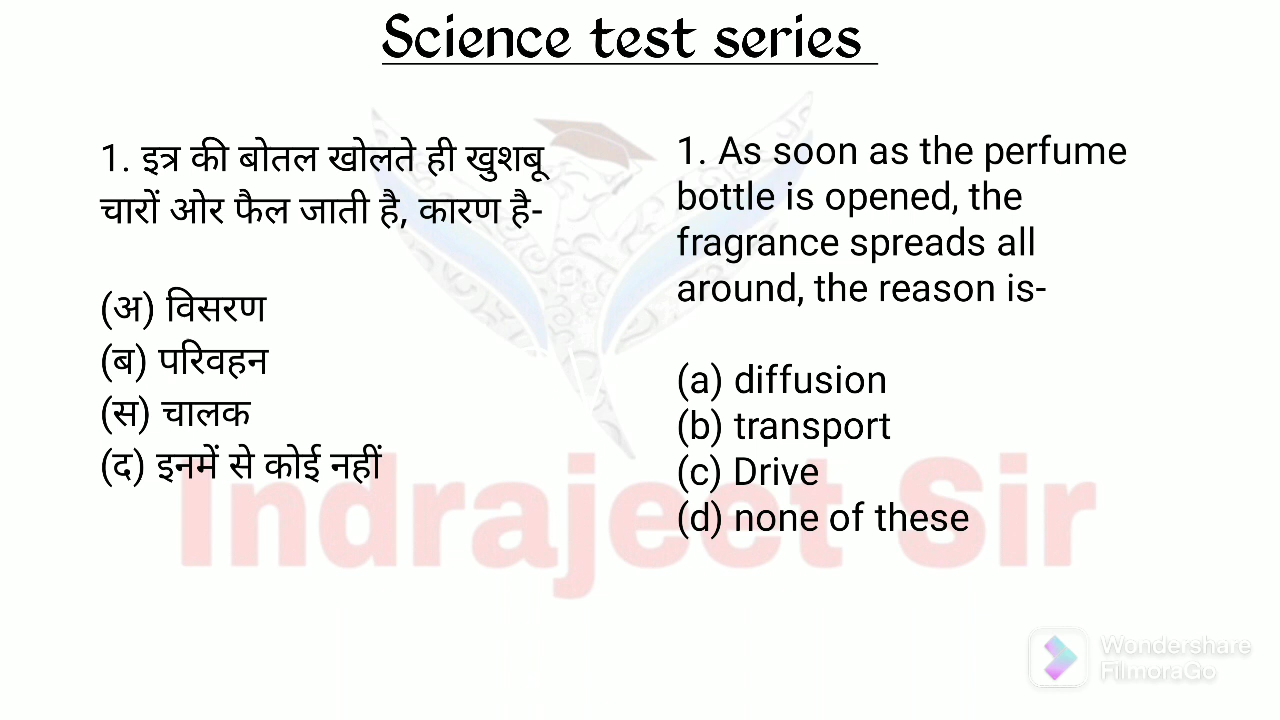 Science test series
1. इत्र की बोतल खोलते ही खुशबू
चारों ओर फैल जाती है, कारण है-
(अ) विसरण
(ब) परिवहन
(स) चालक
(द) इनमें से कोई नहीं
1. As soon as the perfume
bottle is opened, the
fragrance spreads all
around, the reason is-
(a) diffusion
(b) transport
(c) Drive
(d) none of these
Indrajeet Sir
Wondershare
FilmoraGo